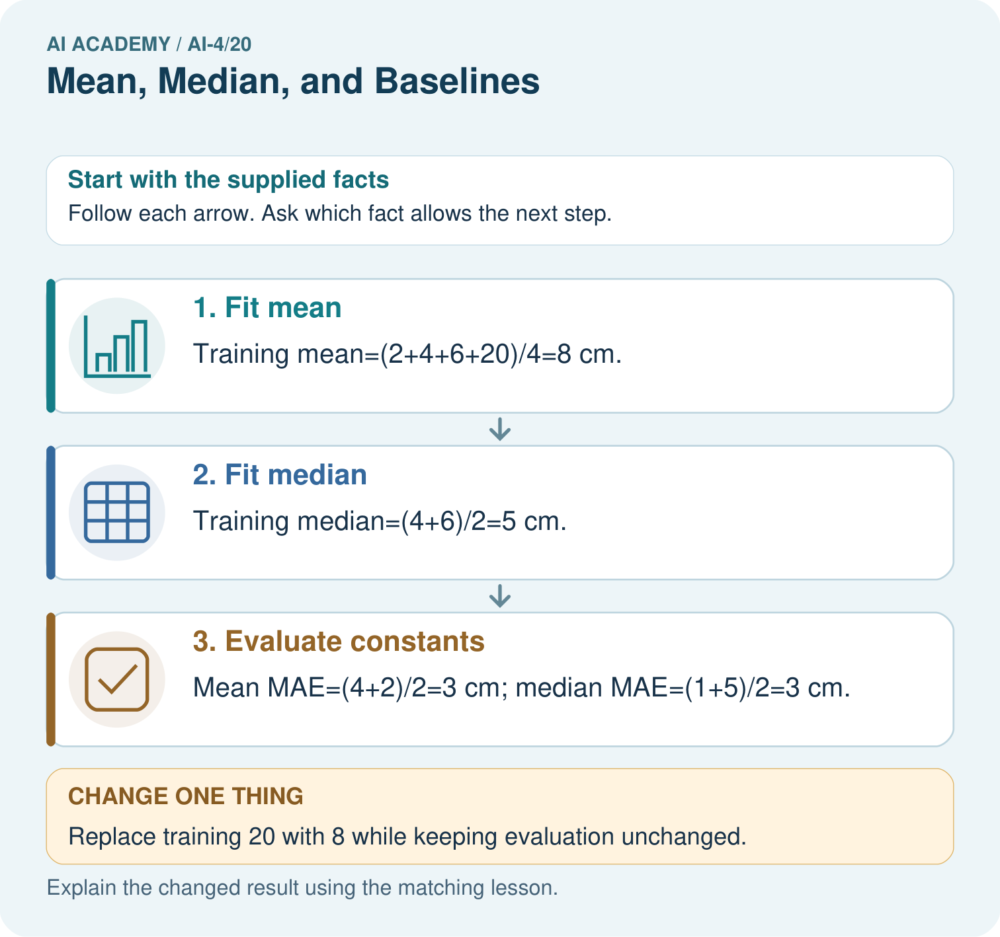 AI ACADEMY / AI-4/20
Mean, Median, and Baselines
Start with the supplied facts
Follow each arrow. Ask which fact allows the next step.
1. Fit mean
Training mean=(2+4+6+20)/4=8 cm.
2. Fit median
Training median=(4+6)/2=5 cm.
3. Evaluate constants
Mean MAE=(4+2)/2=3 cm; median MAE=(1+5)/2=3 cm.
CHANGE ONE THING
Replace training 20 with 8 while keeping evaluation unchanged.
Explain the changed result using the matching lesson.